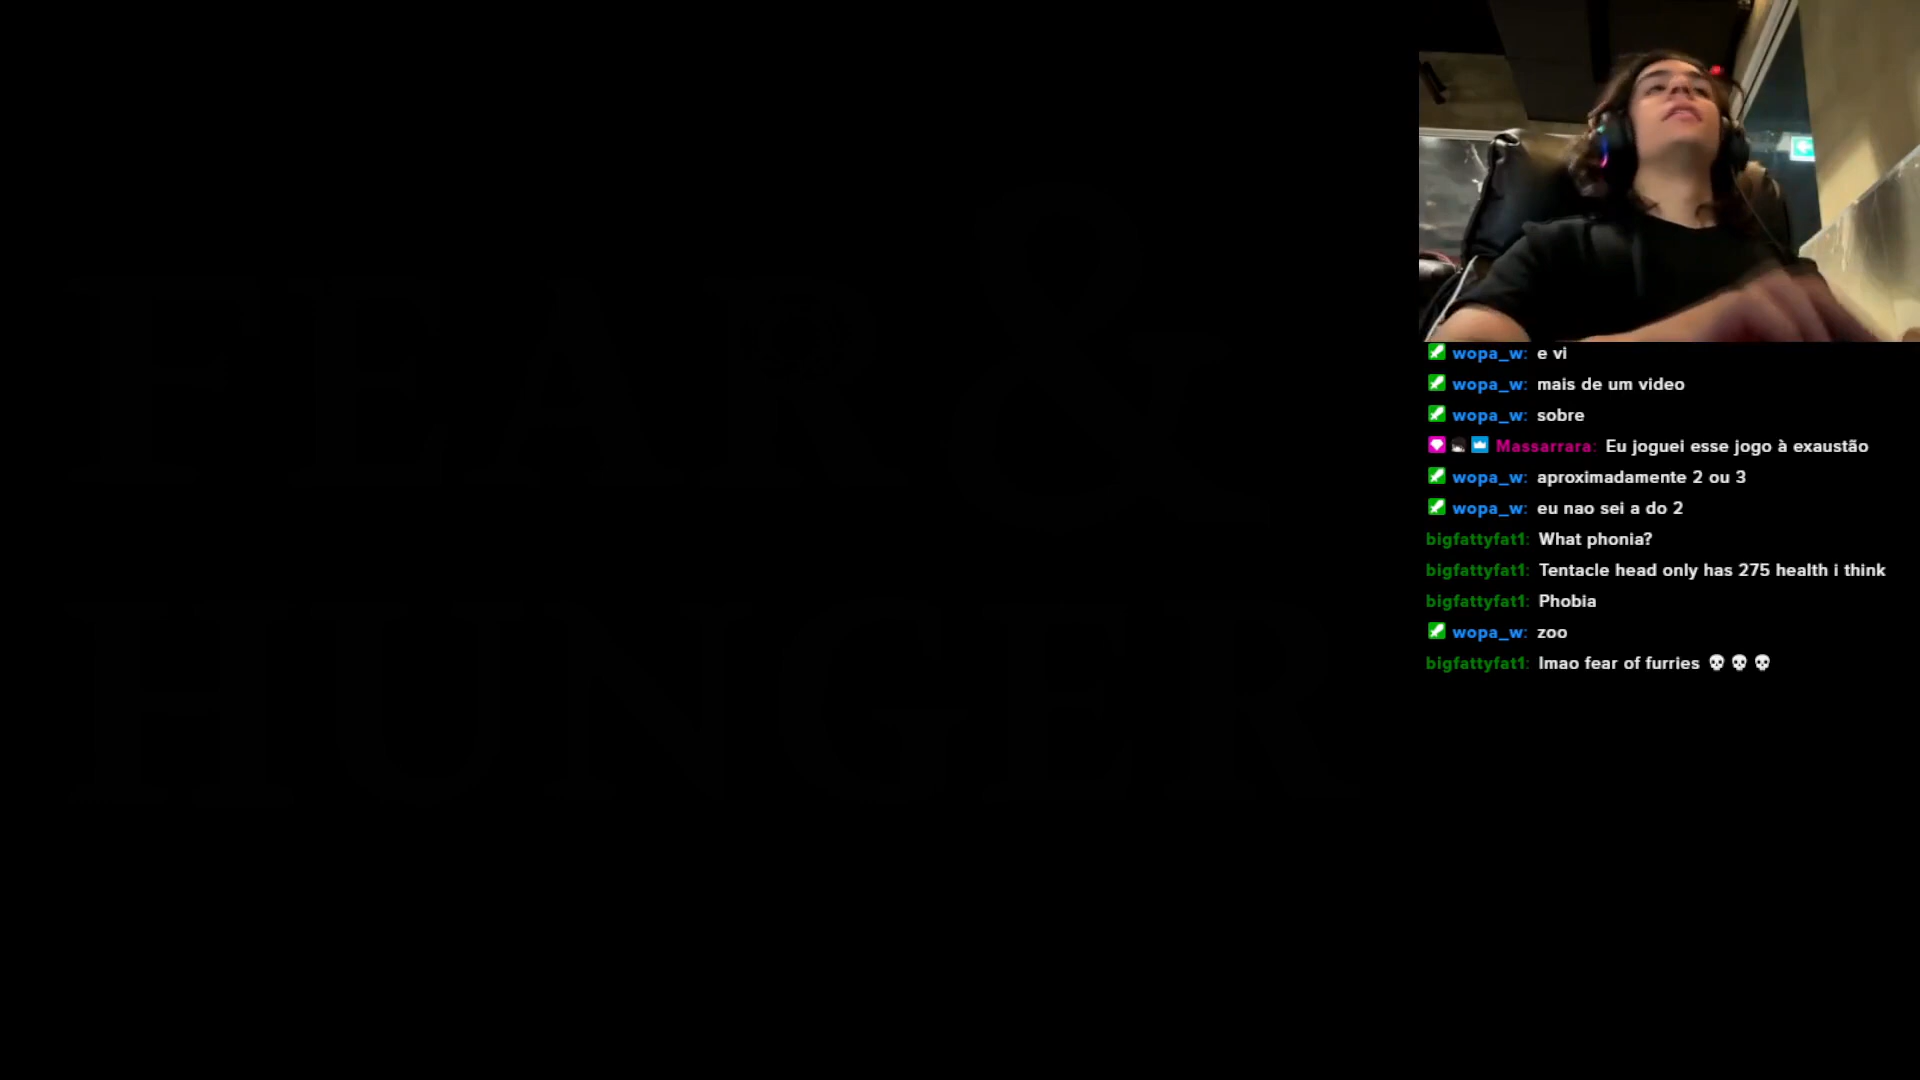 FEAR &
HUNGER
wopa_w: e vi
wopa_w: mais de um video
wopa_w: sobre
Massarrara: Eu joguei esse jogo à exaustão
wopa_w: aproximadamente 2 ou 3
wopa_w: eu nao sei a do 2
bigfattyfat1: What phonia?
bigfattyfat1: Tentacle head only has 275 health i think
bigfattyfat1: Phobia
wopa_w: zoo
bigfattyfat1: lmao fear of furries 💀 💀 💀